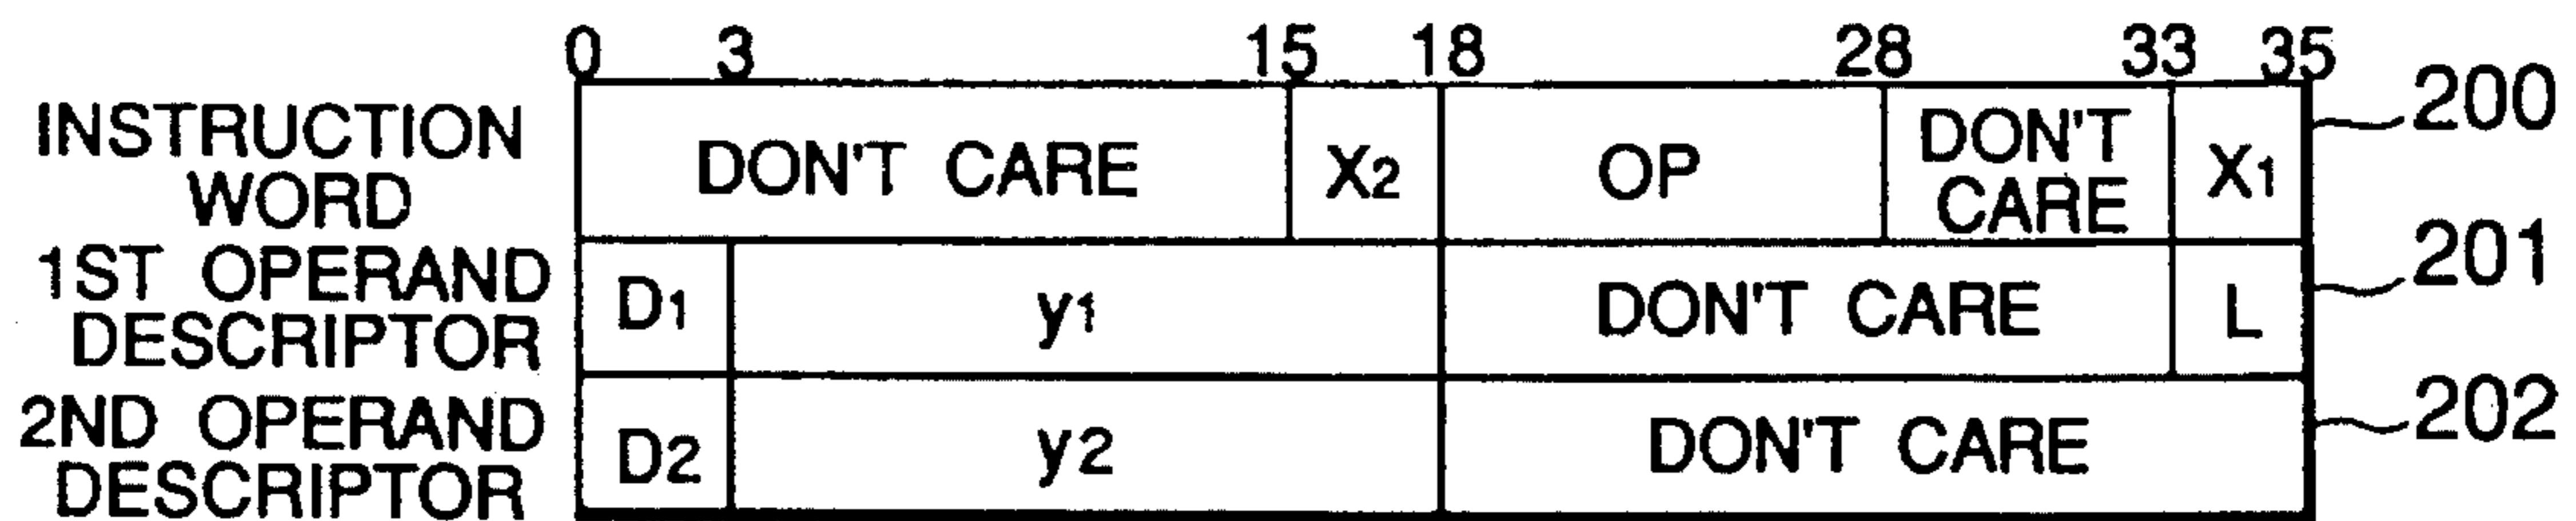 0 3 15 18 28 33 35
INSTRUCTION WORD DON'T CARE X2 OP DON'T CARE X1 200
1ST OPERAND DESCRIPTOR D1 y1 DON'T CARE L 201
2ND OPERAND DESCRIPTOR D2 y2 DON'T CARE 202